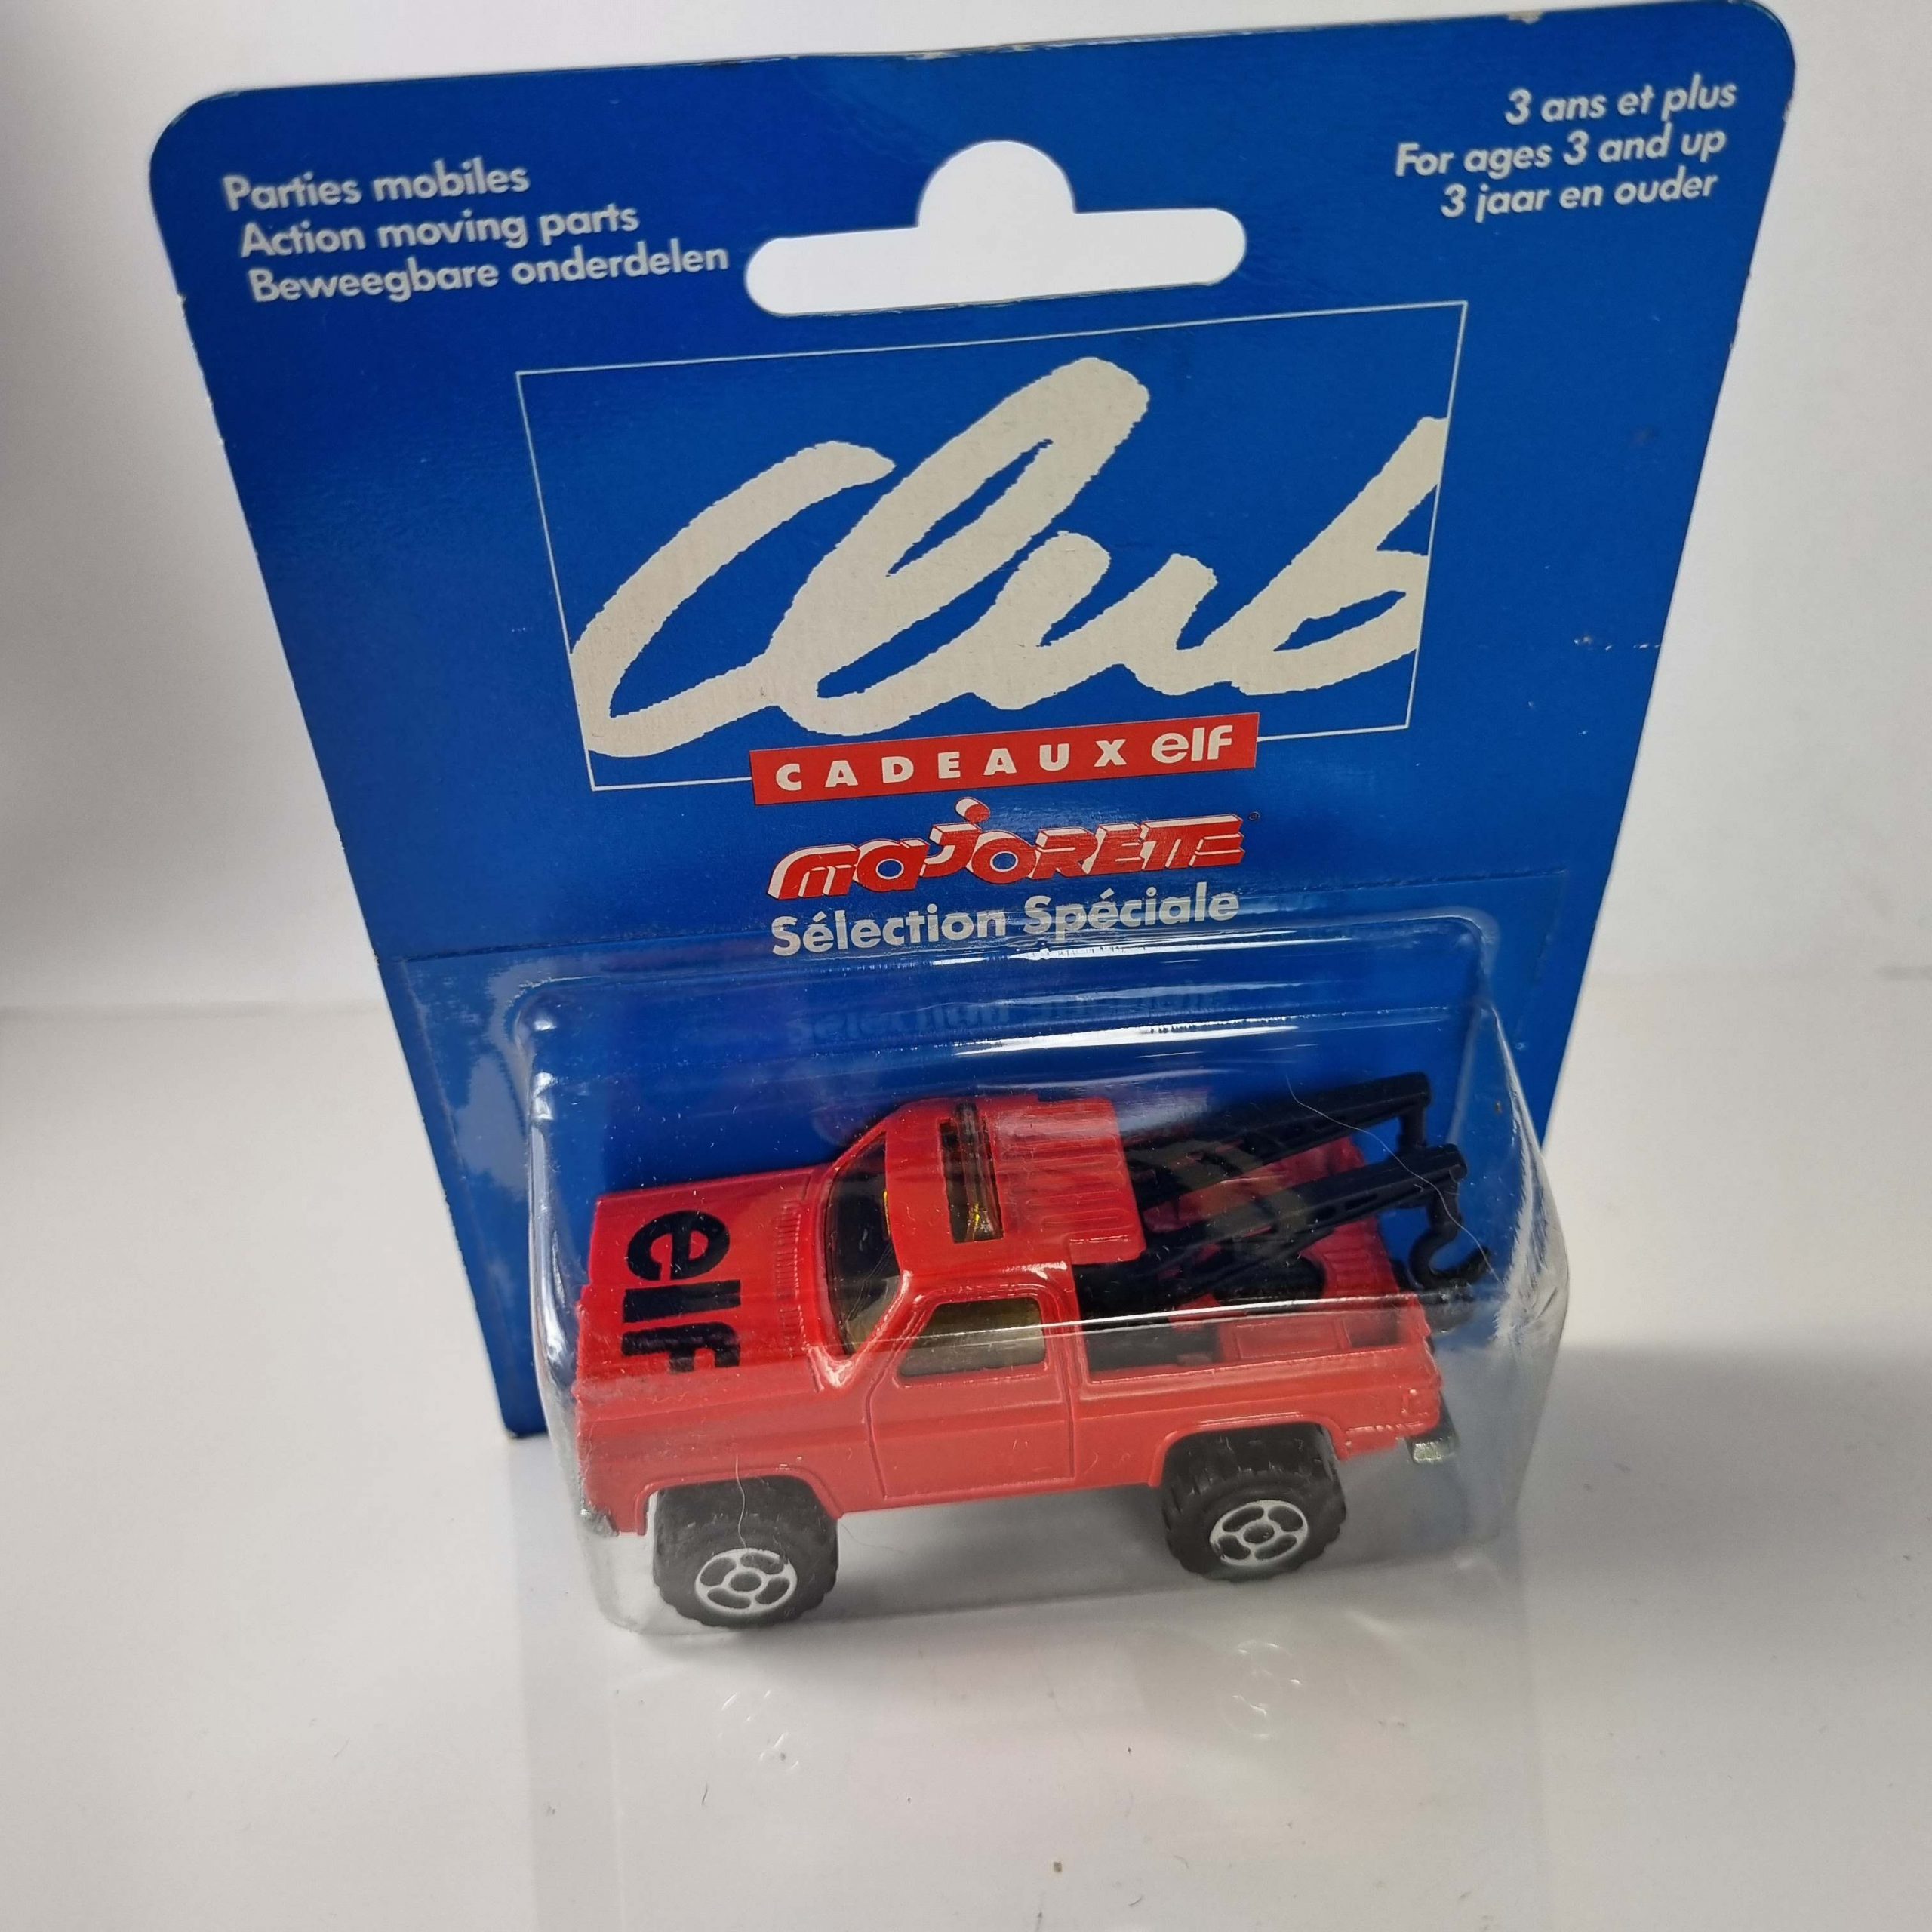 Parties mobiles
Action moving parts
Beweegbare onderdelen
3 ans et plus
For ages 3 and up
3 jaar en ouder
Club
CADEAUX elf
majorette
Sélection Spéciale
elf